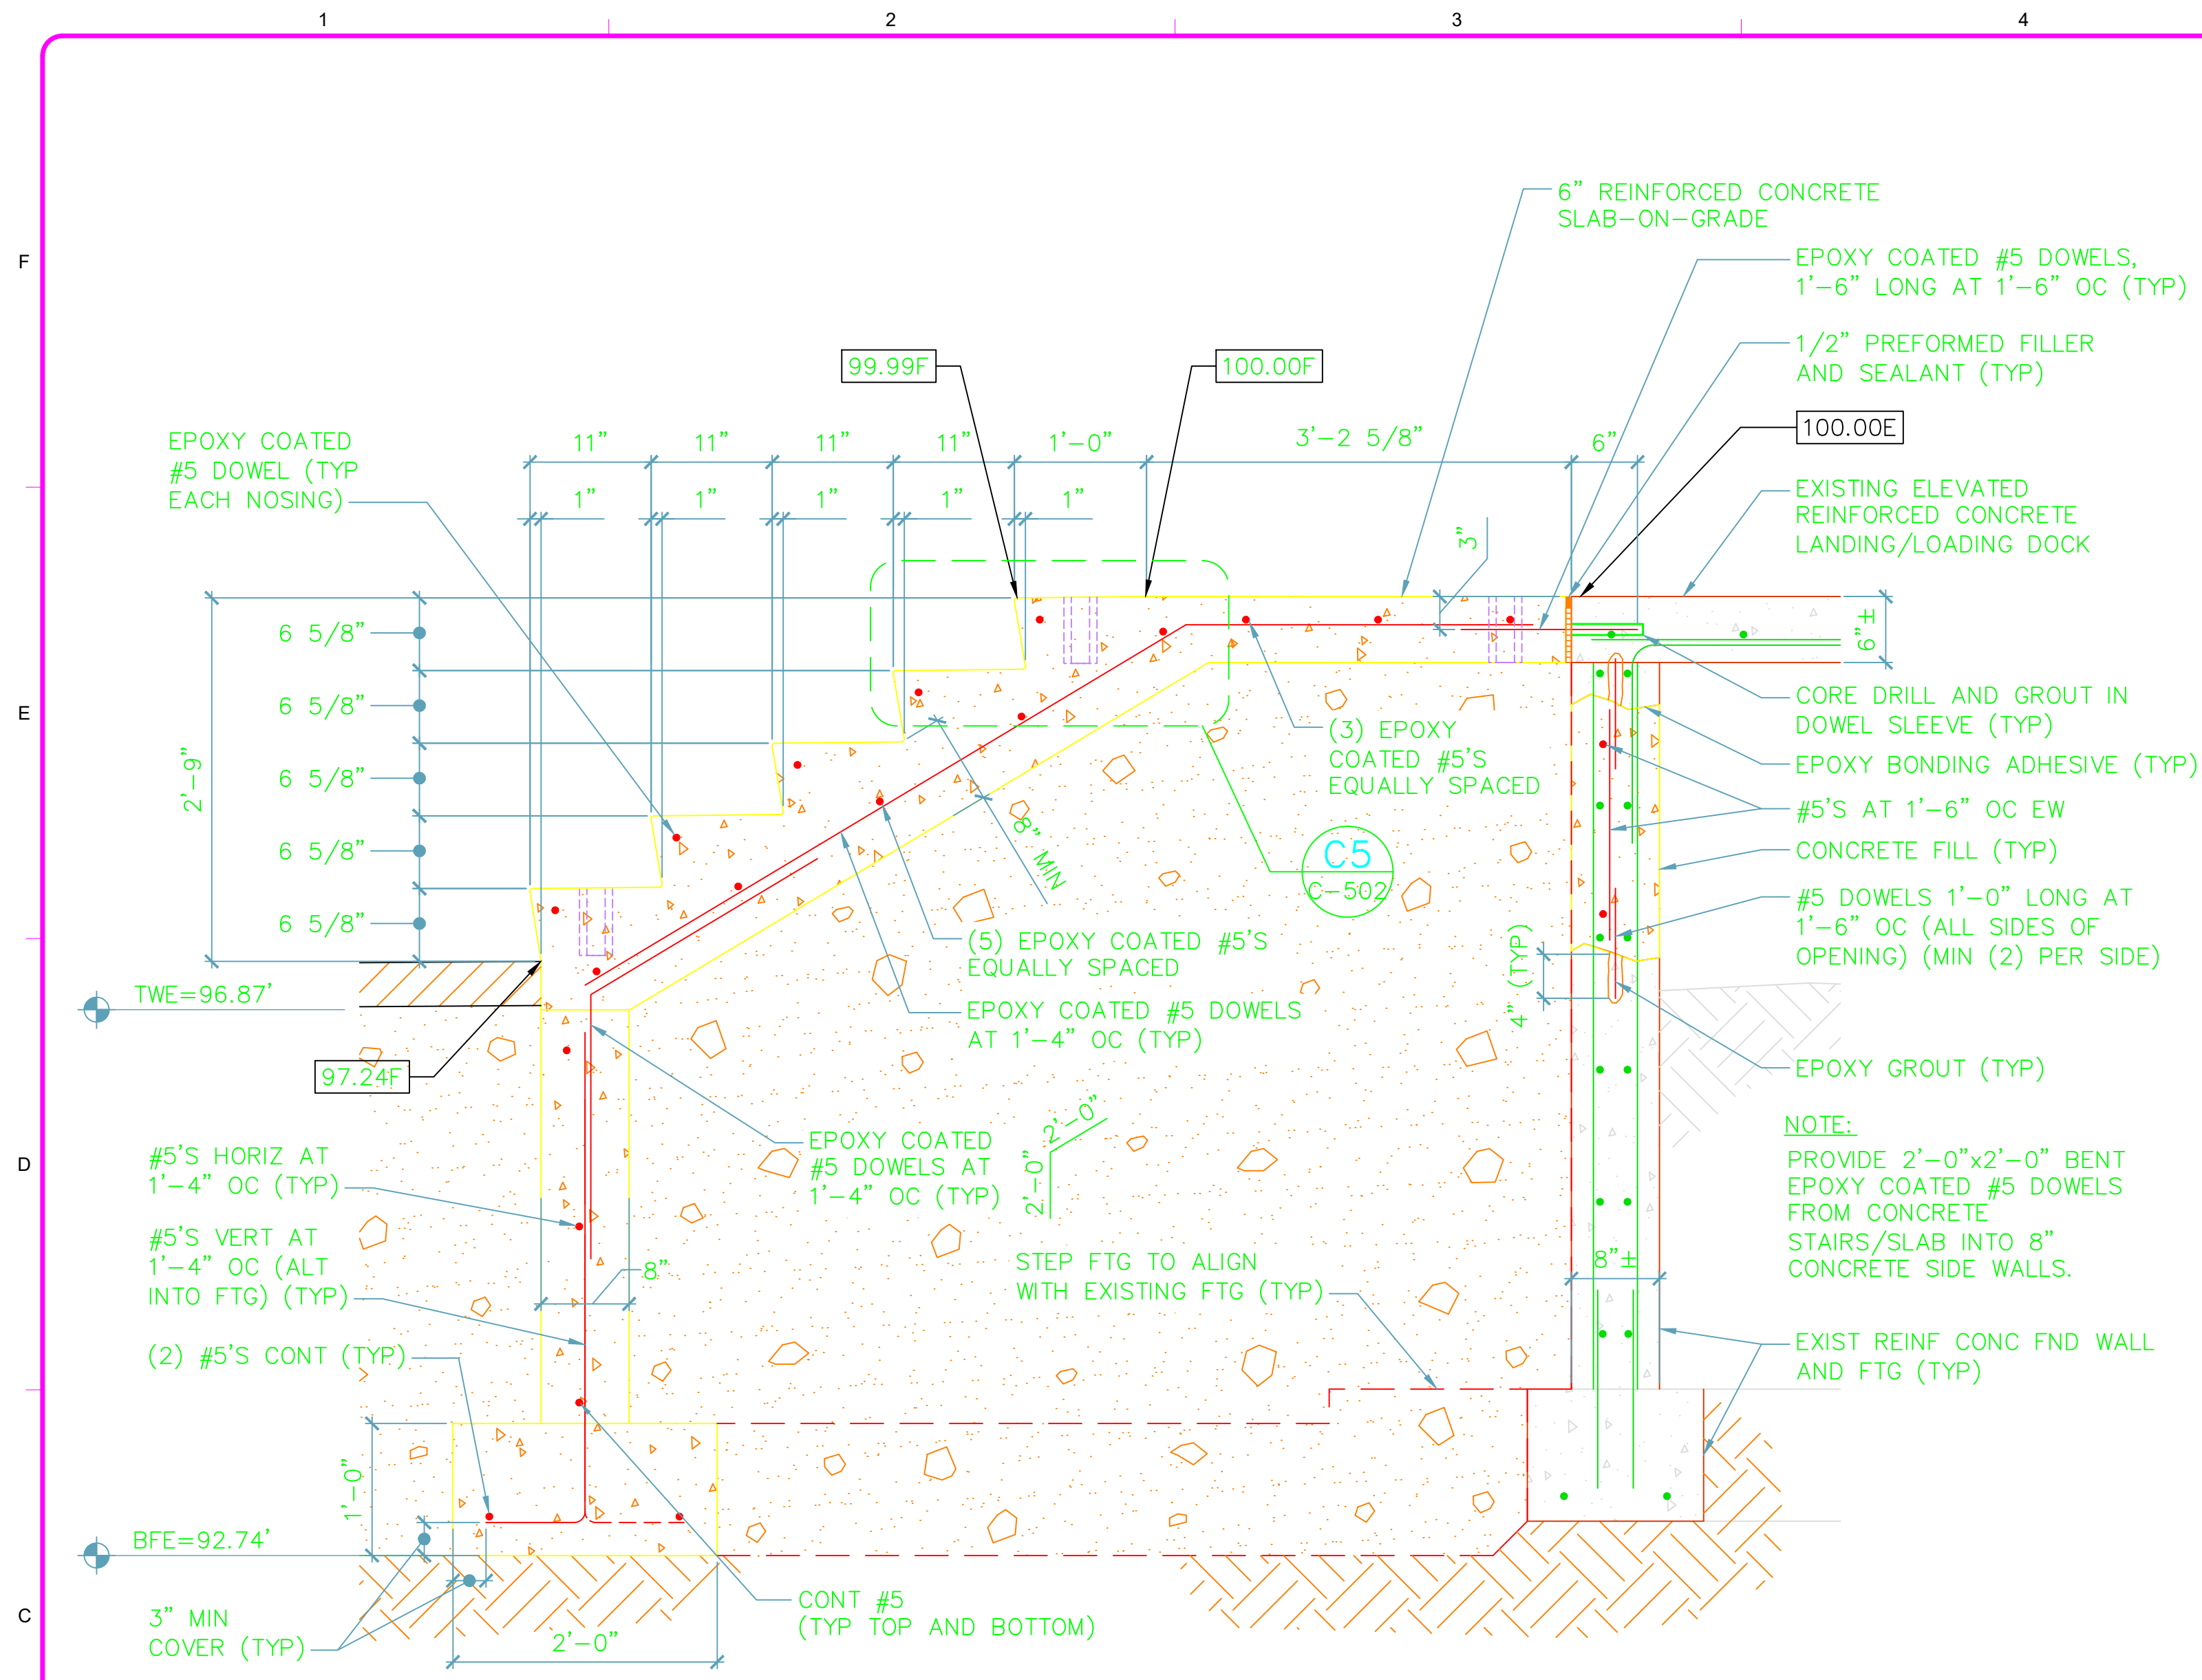 1
2
3
4
F
E
D
C
6" REINFORCED CONCRETE
SLAB-ON-GRADE
EPOXY COATED #5 DOWELS,
1'-6" LONG AT 1'-6" OC (TYP)
1/2" PREFORMED FILLER
AND SEALANT (TYP)
99.99F
100.00F
100.00E
EPOXY COATED
#5 DOWEL (TYP
EACH NOSING)
11"
11"
11"
11"
1'-0"
3'-2 5/8"
6"
1"
1"
1"
1"
1"
3"
EXISTING ELEVATED
REINFORCED CONCRETE
LANDING/LOADING DOCK
6 5/8"
6 5/8"
6 5/8"
6 5/8"
6 5/8"
2'-9"
6"±
CORE DRILL AND GROUT IN
DOWEL SLEEVE (TYP)
(3) EPOXY
COATED #5'S
EQUALLY SPACED
EPOXY BONDING ADHESIVE (TYP)
#5'S AT 1'-6" OC EW
8" MIN
C5
C-502
CONCRETE FILL (TYP)
#5 DOWELS 1'-0" LONG AT
1'-6" OC (ALL SIDES OF
OPENING) (MIN (2) PER SIDE)
(5) EPOXY COATED #5'S
EQUALLY SPACED
4" (TYP)
TWE=96.87'
EPOXY COATED #5 DOWELS
AT 1'-4" OC (TYP)
97.24F
EPOXY GROUT (TYP)
EPOXY COATED
#5 DOWELS AT
1'-4" OC (TYP)
2'-0"
2'-0"
NOTE:
PROVIDE 2'-0"x2'-0" BENT
EPOXY COATED #5 DOWELS
FROM CONCRETE
STAIRS/SLAB INTO 8"
CONCRETE SIDE WALLS.
#5'S HORIZ AT
1'-4" OC (TYP)
#5'S VERT AT
1'-4" OC (ALT
INTO FTG) (TYP)
8"
STEP FTG TO ALIGN
WITH EXISTING FTG (TYP)
8"±
(2) #5'S CONT (TYP)
EXIST REINF CONC FND WALL
AND FTG (TYP)
1'-0"
BFE=92.74'
3" MIN
COVER (TYP)
2'-0"
CONT #5
(TYP TOP AND BOTTOM)